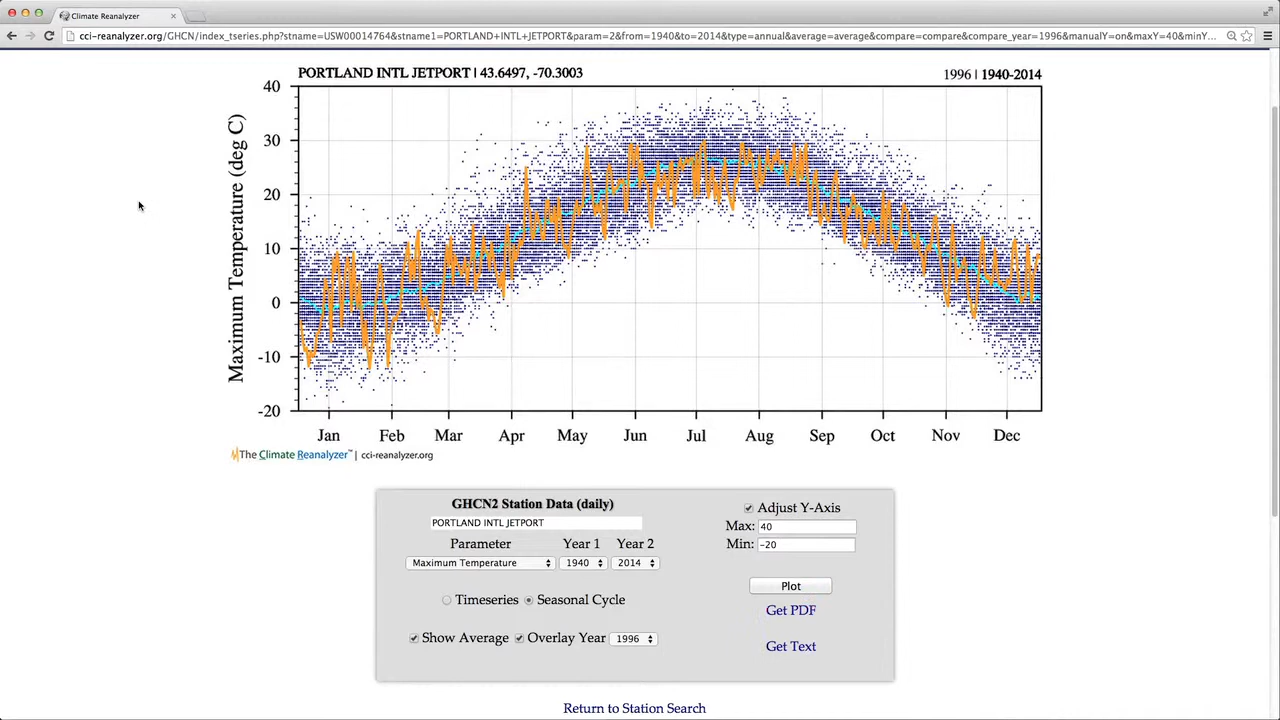 Climate Reanalyzer
cci-reanalyzer.org/GHCN/index_tseries.php?stname=USW00014764&stname1=PORTLAND+INTL+JETPORT&param=2&from=1940&to=2014&type=annual&average=average&compare=compare&compare_year=1996&manualY=on&maxY=40&minY...
PORTLAND INTL JETPORT | 43.6497, -70.3003
1996 | 1940-2014
Maximum Temperature (deg C)
40
30
20
10
0
-10
-20
Jan Feb Mar Apr May Jun Jul Aug Sep Oct Nov Dec
The Climate Reanalyzer™ | cci-reanalyzer.org
GHCN2 Station Data (daily)
PORTLAND INTL JETPORT
Parameter Year 1 Year 2
Maximum Temperature 1940 2014
Timeseries Seasonal Cycle
Show Average Overlay Year 1996
Adjust Y-Axis
Max: 40
Min: -20
Plot
Get PDF
Get Text
Return to Station Search